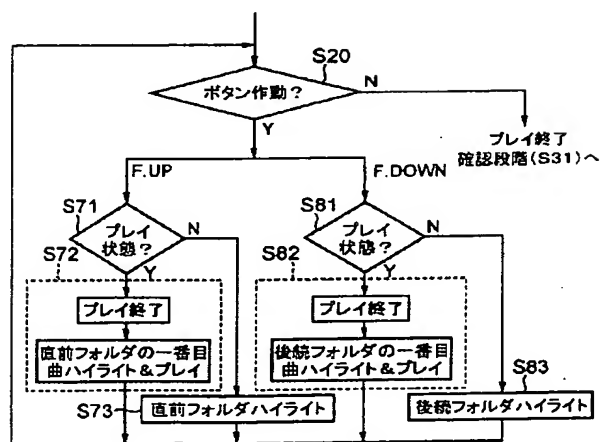 S20
ボタン作動?
N
Y
プレイ終了
確認段階(S31)へ
F.UP
F.DOWN
S71
プレイ
状態?
N
Y
S72
プレイ終了
直前フォルダの一番目
曲ハイライト&プレイ
S73
直前フォルダハイライト
S81
プレイ
状態?
N
Y
S82
プレイ終了
後続フォルダの一番目
曲ハイライト&プレイ
S83
後続フォルダハイライト